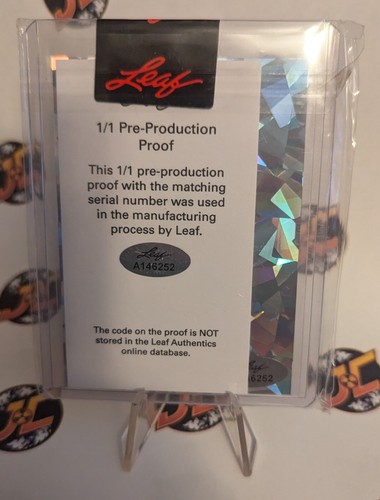 Leaf
1/1 Pre-Production
Proof
This 1/1 pre-production
proof with the matching
serial number was used
in the manufacturing
process by Leaf.
Leaf
A146252
The code on the proof is NOT
stored in the Leaf Authentics
online database.
6252